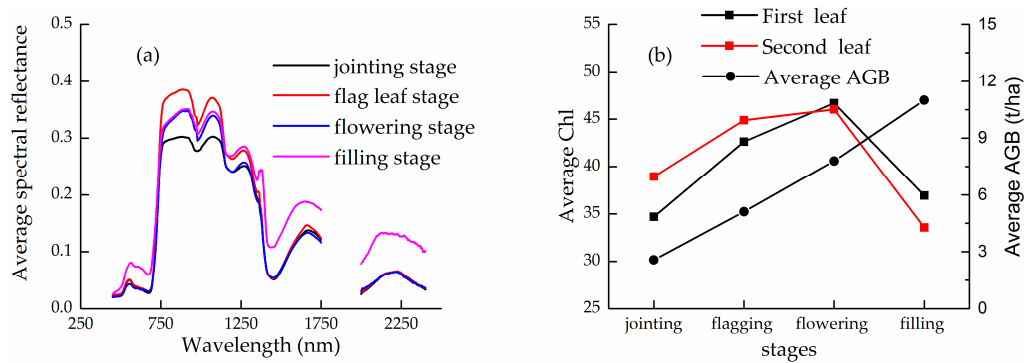 (a)
jointing stage
flag leaf stage
flowering stage
filling stage
Average spectral reflectance
0.5
0.4
0.3
0.2
0.1
0.0
250 750 1250 1750 2250
Wavelength (nm)
(b)
First leaf
Second leaf
Average AGB
Average Chl
55
50
45
40
35
30
25
15
12
9
6
3
0
Average AGB (t/ha)
jointing flagging flowering filling
stages